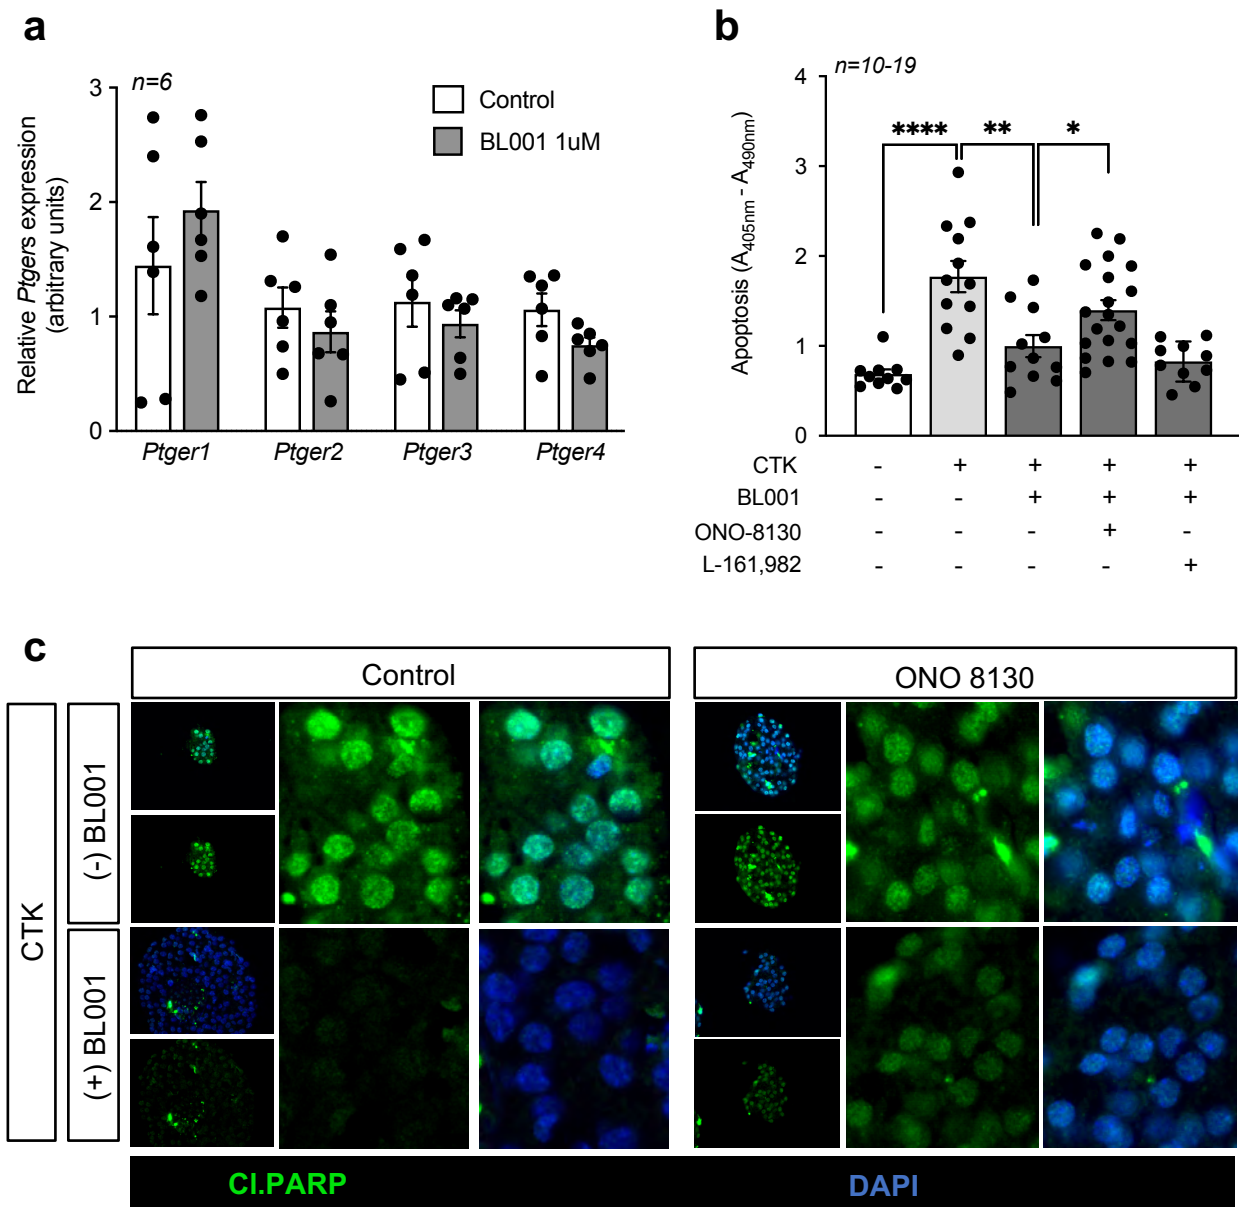 a
n=6
Control
BL001 1uM
Relative Ptgers expression
(arbitrary units)
3
2
1
0
Ptger1 Ptger2 Ptger3 Ptger4
b
n=10-19
Apoptosis (A405nm - A490nm)
4
3
2
1
0
**** ** *
CTK - + + + +
BL001 - - + + +
ONO-8130 - - - + -
L-161,982 - - - - +
c
Control ONO 8130
CTK
(-) BL001
(+) BL001
Cl.PARP DAPI